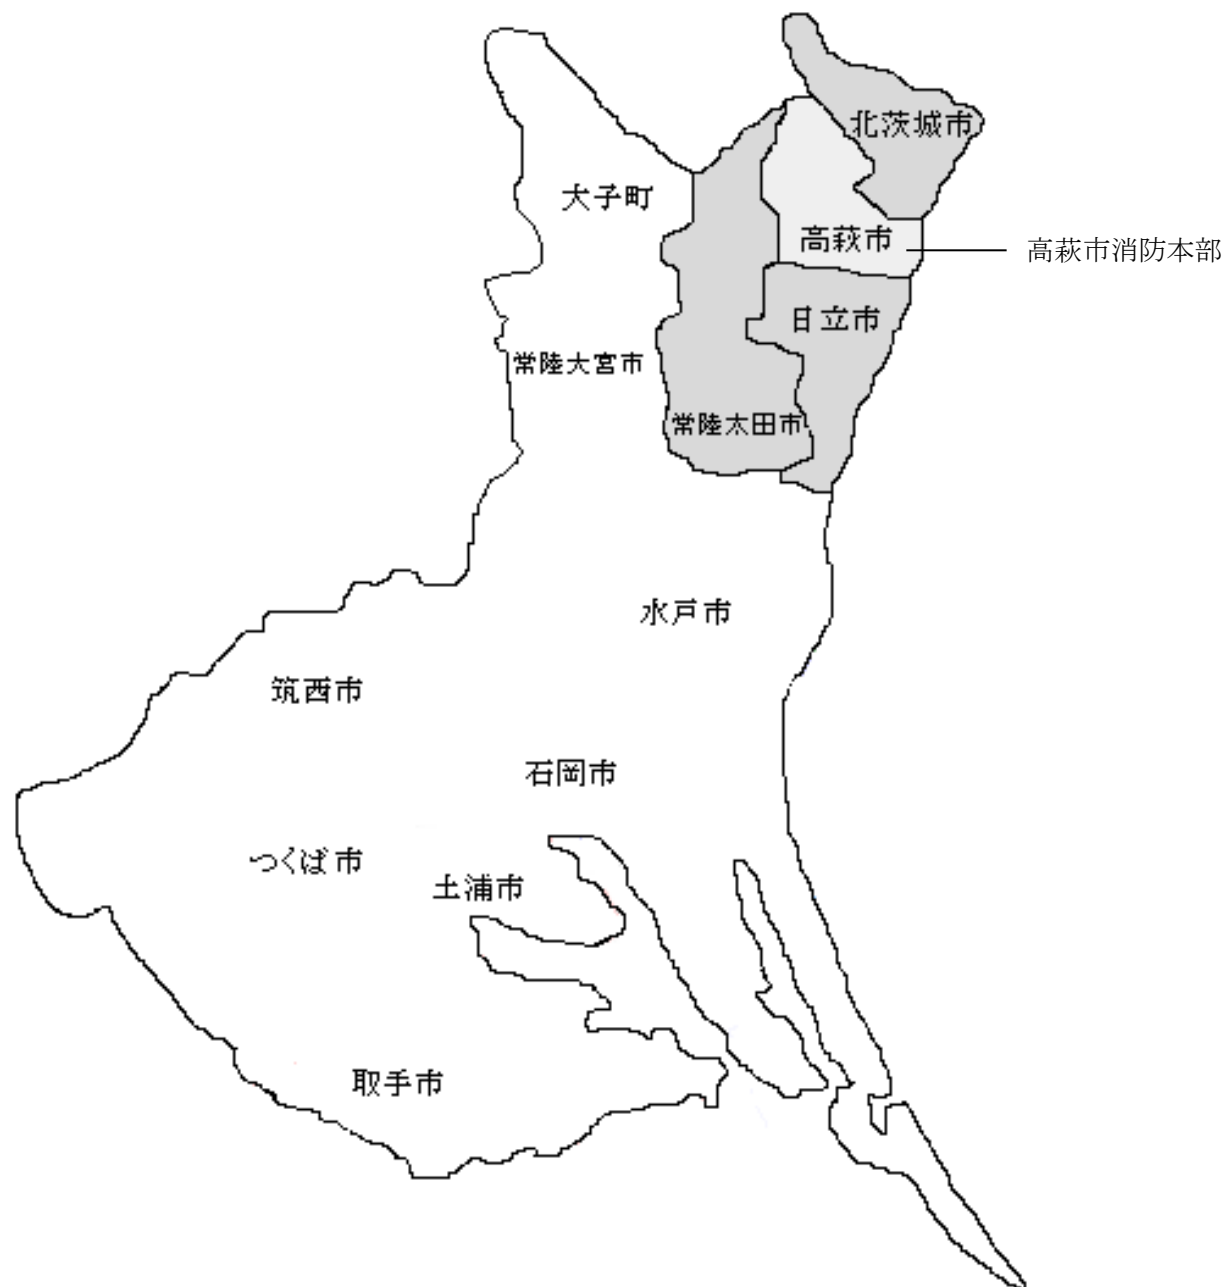 北茨城市
大子町
高萩市
高萩市消防本部
日立市
常陸大宮市
常陸太田市
水戸市
筑西市
石岡市
つくば市
土浦市
取手市